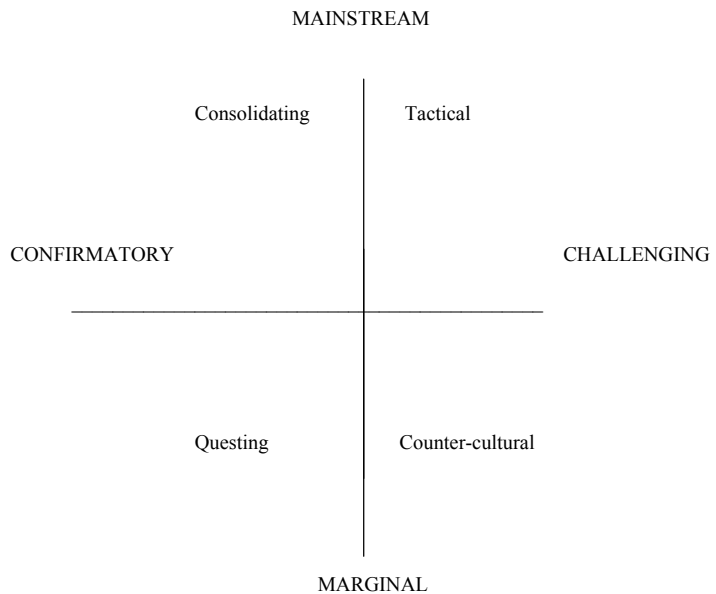 MAINSTREAM
Consolidating Tactical
CONFIRMATORY CHALLENGING
Questing Counter-cultural
MARGINAL